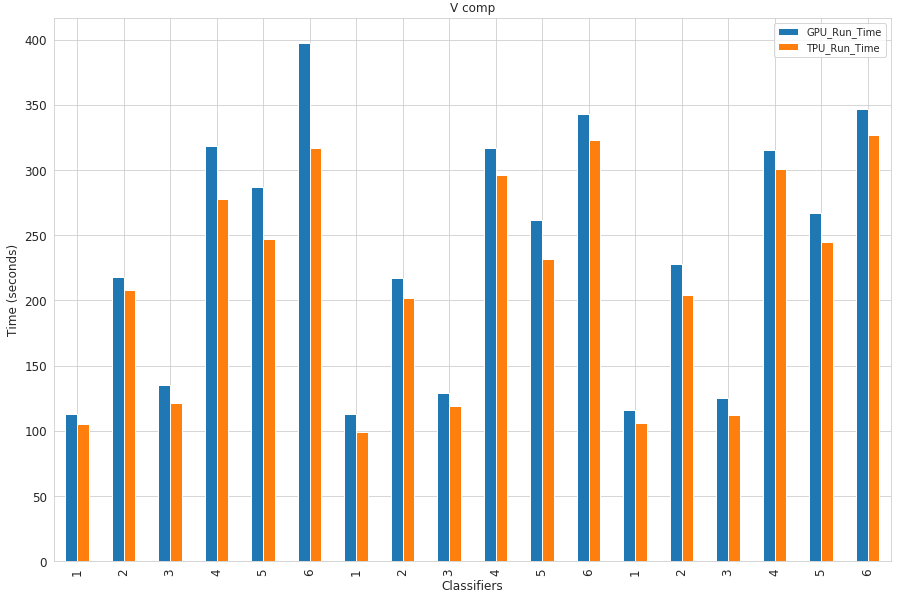 V comp
GPU_Run_Time
TPU_Run_Time
400
350
300
250
200
150
100
50
0
Time (seconds)
1 2 3 4 5 6 1 2 3 4 5 6 1 2 3 4 5 6
Classifiers